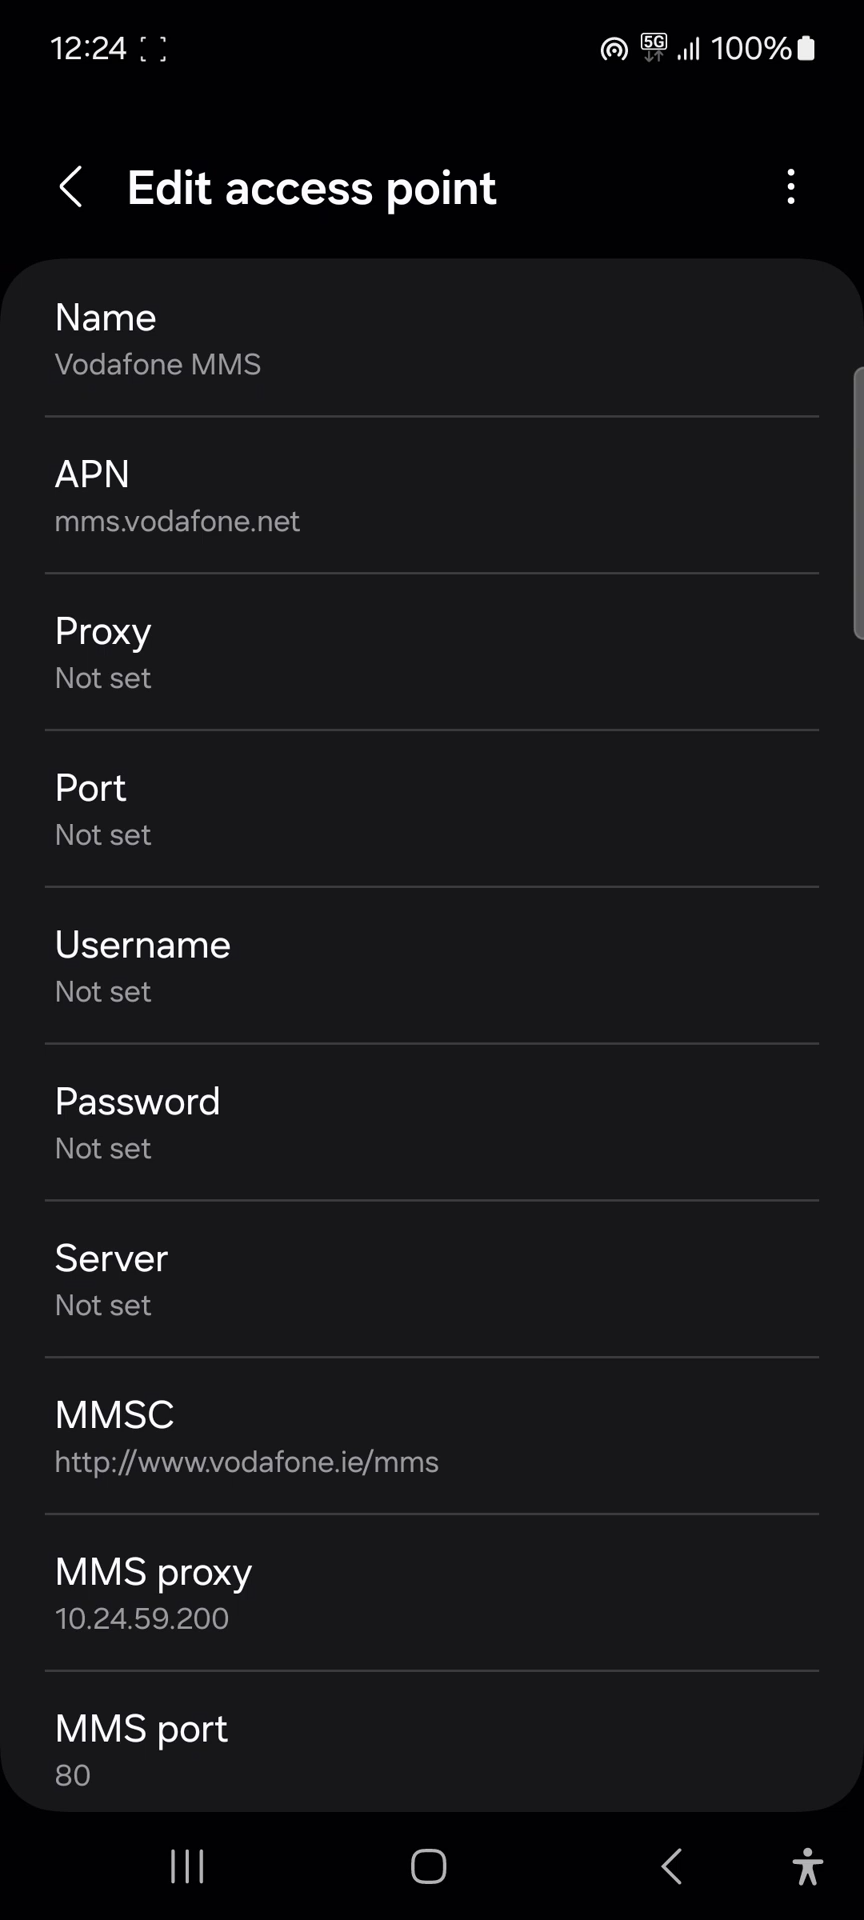 12:24
5G
100%
Edit access point
Name
Vodafone MMS
APN
mms.vodafone.net
Proxy
Not set
Port
Not set
Username
Not set
Password
Not set
Server
Not set
MMSC
http://www.vodafone.ie/mms
MMS proxy
10.24.59.200
MMS port
80